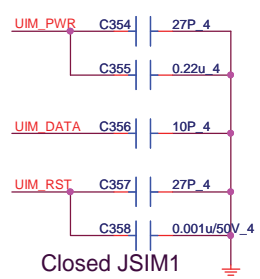 UIM_PWR C354 27P_4
C355 0.22u_4
UIM_DATA C356 10P_4
UIM_RST C357 27P_4
C358 0.001u/50V_4
Closed JSIM1